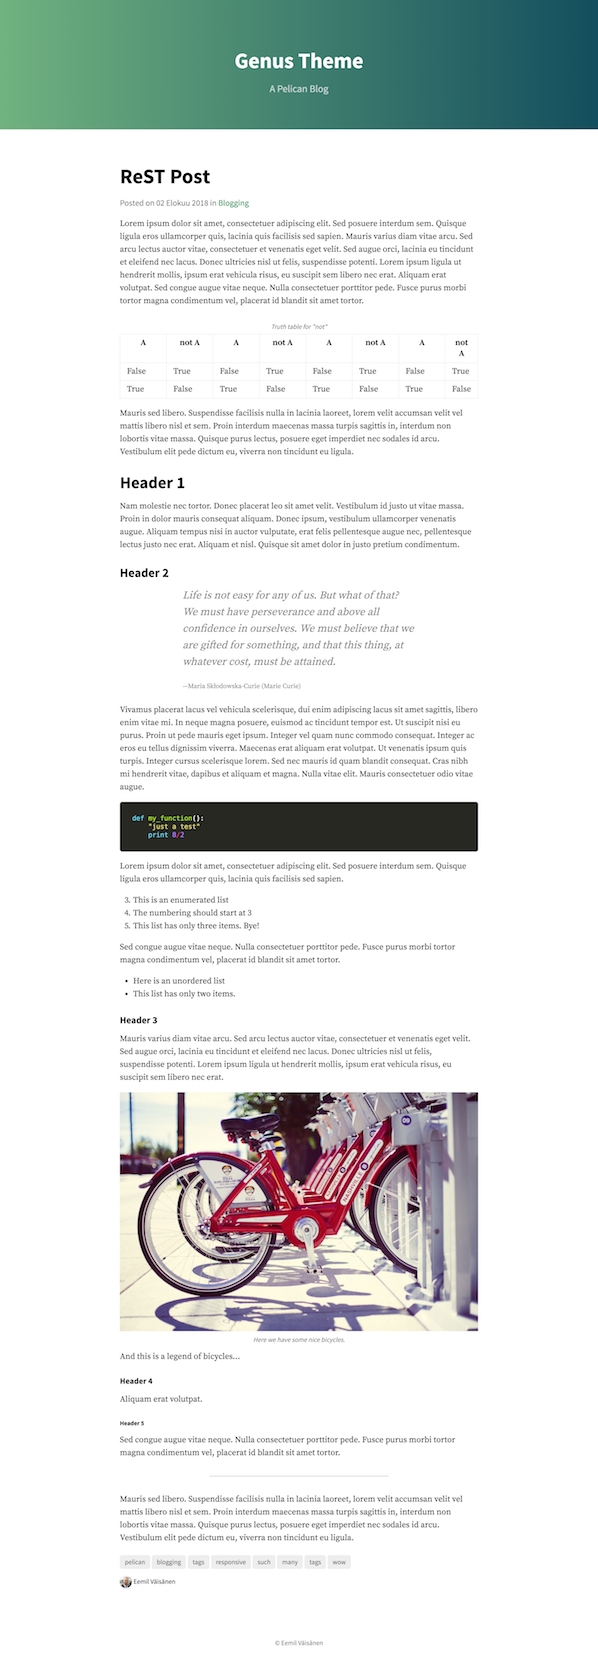 Genus Theme
A Pelican Blog
ReST Post
Posted on 02 Elokuu 2018 in Blogging
Lorem ipsum dolor sit amet, consectetuer adipiscing elit. Sed posuere interdum sem. Quisque
ligula eros ullamcorper quis, lacinia quis facilisis sed sapien. Mauris varius diam vitae arcu. Sed
arcu lectus auctor vitae, consectetuer et venenatis eget velit. Sed augue orci, lacinia eu tincidunt
et eleifend nec lacus. Donec ultricies nisl ut felis, suspendisse potenti. Lorem ipsum ligula ut
hendrerit mollis, ipsum erat vehicula risus, eu suscipit sem libero nec erat. Aliquam erat
volutpat. Sed congue augue vitae neque. Nulla consectetuer porttitor pede. Fusce purus morbi
tortor magna condimentum vel, placerat id blandit sit amet tortor.
Truth table for "not"
A not A A not A A not A A not A
False True False True False True False True
True False True False True False True False
Mauris sed libero. Suspendisse facilisis nulla in lacinia laoreet, lorem velit accumsan velit vel
mattis libero nisl et sem. Proin interdum maecenas massa turpis sagittis in, interdum non
lobortis vitae massa. Quisque purus lectus, posuere eget imperdiet nec sodales id arcu.
Vestibulum elit pede dictum eu, viverra non tincidunt eu ligula.
Header 1
Nam molestie nec tortor. Donec placerat leo sit amet velit. Vestibulum id justo ut vitae massa.
Proin in dolor mauris consequat aliquam. Donec ipsum, vestibulum ullamcorper venenatis
augue. Aliquam tempus nisi in auctor vulputate, erat felis pellentesque augue nec, pellentesque
lectus justo nec erat. Aliquam et nisl. Quisque sit amet dolor in justo pretium condimentum.
Header 2
Life is not easy for any of us. But what of that?
We must have perseverance and above all
confidence in ourselves. We must believe that we
are gifted for something, and that this thing, at
whatever cost, must be attained.
—Maria Skłodowska-Curie (Marie Curie)
Vivamus placerat lacus vel vehicula scelerisque, dui enim adipiscing lacus sit amet sagittis, libero
enim vitae mi. In neque magna posuere, euismod ac tincidunt tempor est. Ut suscipit nisi eu
purus. Proin ut pede mauris eget ipsum. Integer vel quam nunc commodo consequat. Integer ac
eros eu tellus dignissim viverra. Maecenas erat aliquam erat volutpat. Ut venenatis ipsum quis
turpis. Integer cursus scelerisque lorem. Sed nec mauris id quam blandit consequat. Cras nibh
mi hendrerit vitae, dapibus et aliquam et magna. Nulla vitae elit. Mauris consectetuer odio vitae
augue.
def my_function():
"just a test"
print 8/2
Lorem ipsum dolor sit amet, consectetuer adipiscing elit. Sed posuere interdum sem. Quisque
ligula eros ullamcorper quis, lacinia quis facilisis sed sapien.
3. This is an enumerated list
4. The numbering should start at 3
5. This list has only three items. Bye!
Sed congue augue vitae neque. Nulla consectetuer porttitor pede. Fusce purus morbi tortor
magna condimentum vel, placerat id blandit sit amet tortor.
• Here is an unordered list
• This list has only two items.
Header 3
Mauris varius diam vitae arcu. Sed arcu lectus auctor vitae, consectetuer et venenatis eget velit.
Sed augue orci, lacinia eu tincidunt et eleifend nec lacus. Donec ultricies nisl ut felis,
suspendisse potenti. Lorem ipsum ligula ut hendrerit mollis, ipsum erat vehicula risus, eu
suscipit sem libero nec erat.
NASHVILLE
Here we have some nice bicycles.
And this is a legend of bicycles...
Header 4
Aliquam erat volutpat.
Header 5
Sed congue augue vitae neque. Nulla consectetuer porttitor pede. Fusce purus morbi tortor
magna condimentum vel, placerat id blandit sit amet tortor.
Mauris sed libero. Suspendisse facilisis nulla in lacinia laoreet, lorem velit accumsan velit vel
mattis libero nisl et sem. Proin interdum maecenas massa turpis sagittis in, interdum non
lobortis vitae massa. Quisque purus lectus, posuere eget imperdiet nec sodales id arcu.
Vestibulum elit pede dictum eu, viverra non tincidunt eu ligula.
pelican blogging tags responsive such many tags wow
Eemil Väisänen
© Eemil Väisänen